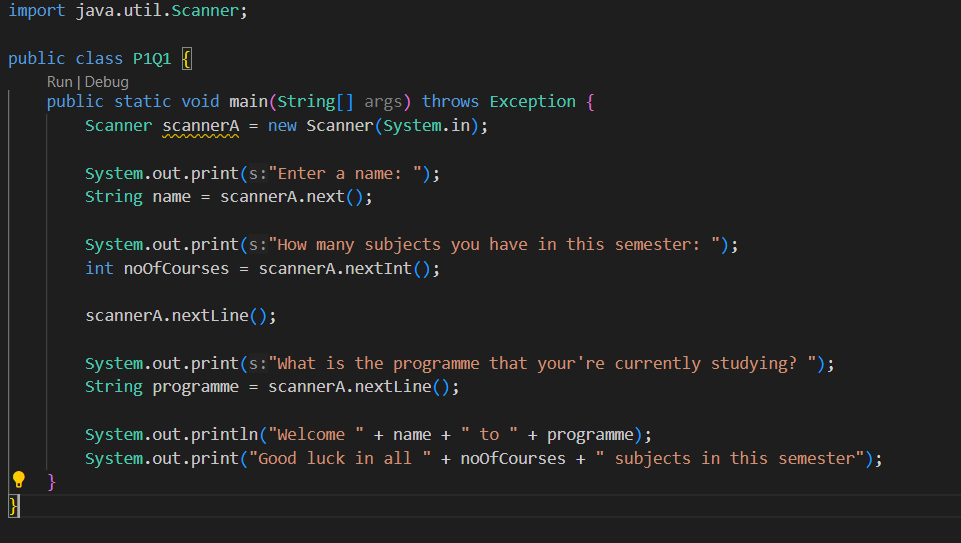 import java.util.Scanner;
public class P1Q1 {
Run | Debug
public static void main(String[] args) throws Exception {
Scanner scannerA = new Scanner(System.in);
System.out.print(s:"Enter a name: ");
String name = scannerA.next();
System.out.print(s:"How many subjects you have in this semester: ");
int noOfCourses = scannerA.nextInt();
scannerA.nextLine();
System.out.print(s:"What is the programme that your're currently studying? ");
String programme = scannerA.nextLine();
System.out.println("Welcome " + name + " to " + programme);
System.out.print("Good luck in all " + noOfCourses + " subjects in this semester");
}
}